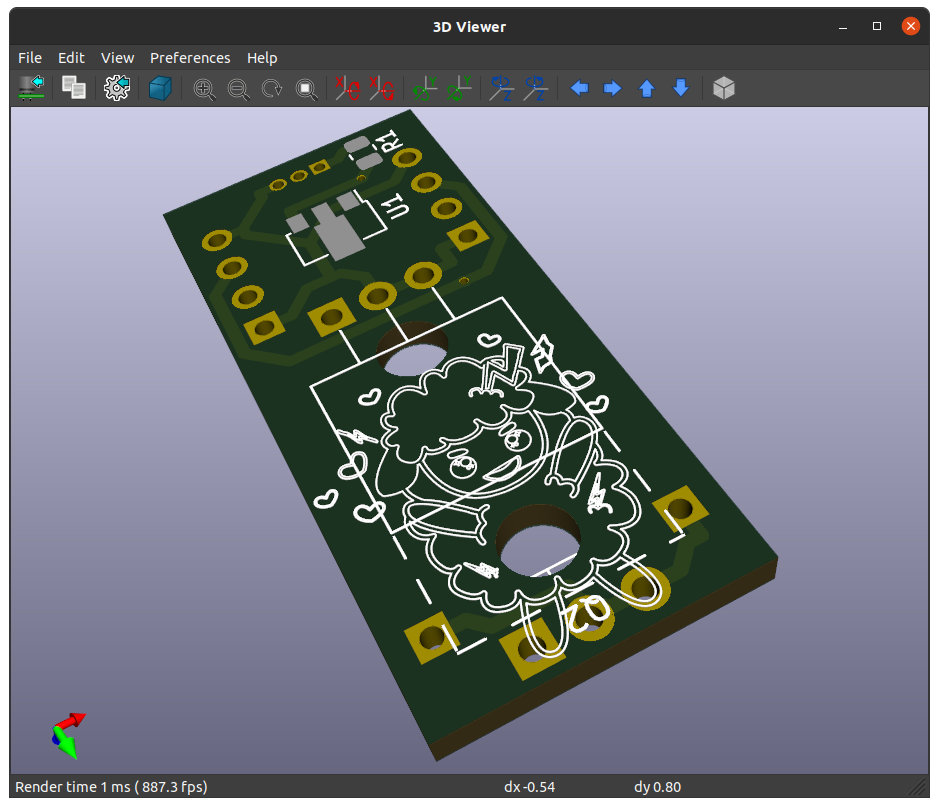 3D Viewer
File Edit View Preferences Help
R1
U1
Q2
Render time 1 ms ( 887.3 fps) dx -0.54 dy 0.80